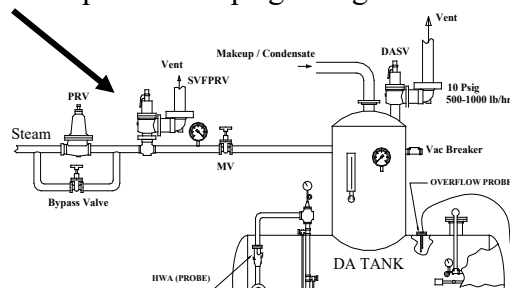 Vent
Makeup / Condensate
DASV
Vent
SVFPRV
PRV
10 Psig
500-1000 lb/hr
Steam
MV
Vac Breaker
Bypass Valve
OVERFLOW PROBE
DA TANK
HWA (PROBE)